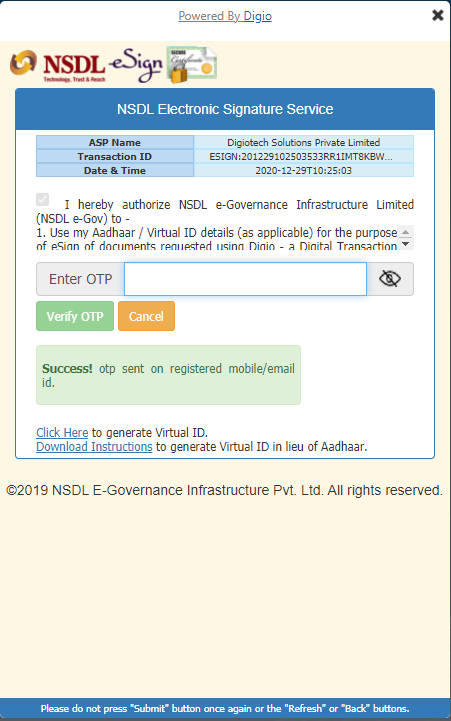 Powered By Digio
NSDL eSign
Technology, Trust & Reach
NSDL Electronic Signature Service
ASP Name Digiotech Solutions Private Limited
Transaction ID ESIGN:201229102503533RR1IMT8KBW...
Date & Time 2020-12-29T10:25:03
I hereby authorize NSDL e-Governance Infrastructure Limited
(NSDL e-Gov) to -
1. Use my Aadhaar / Virtual ID details (as applicable) for the purpose
of eSign of documents requested using Digio - a Digital Transaction
Enter OTP
Verify OTP Cancel
Success! otp sent on registered mobile/email
id.
Click Here to generate Virtual ID.
Download Instructions to generate Virtual ID in lieu of Aadhaar.
©2019 NSDL E-Governance Infrastructure Pvt. Ltd. All rights reserved.
Please do not press "Submit" button once again or the "Refresh" or "Back" buttons.